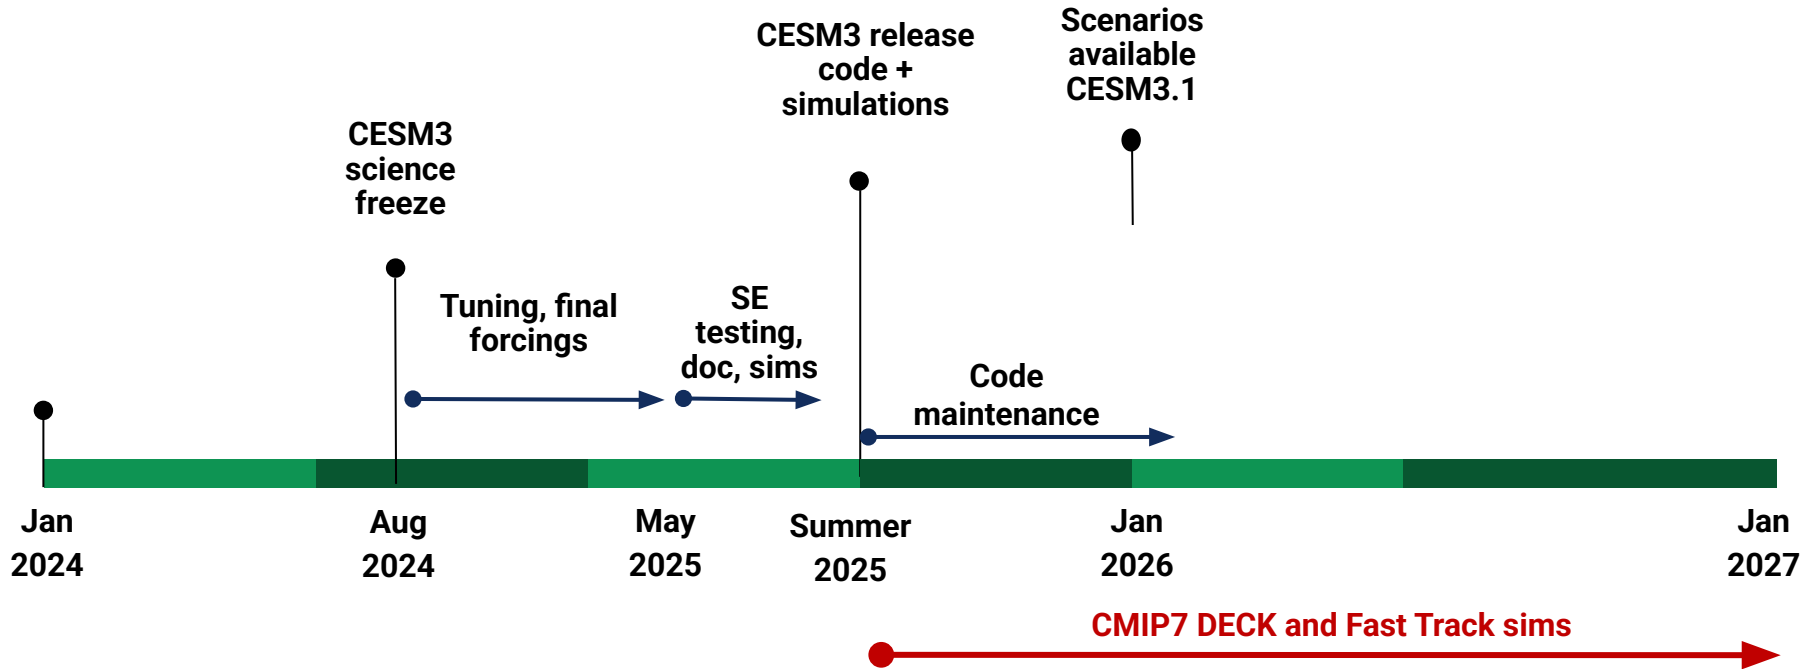 Scenarios
available
CESM3.1
CESM3 release
code +
simulations
CESM3
science
freeze
Tuning, final
forcings
SE
testing,
doc, sims
Code
maintenance
Jan
2024
Aug
2024
May
2025
Summer
2025
Jan
2026
Jan
2027
CMIP7 DECK and Fast Track sims